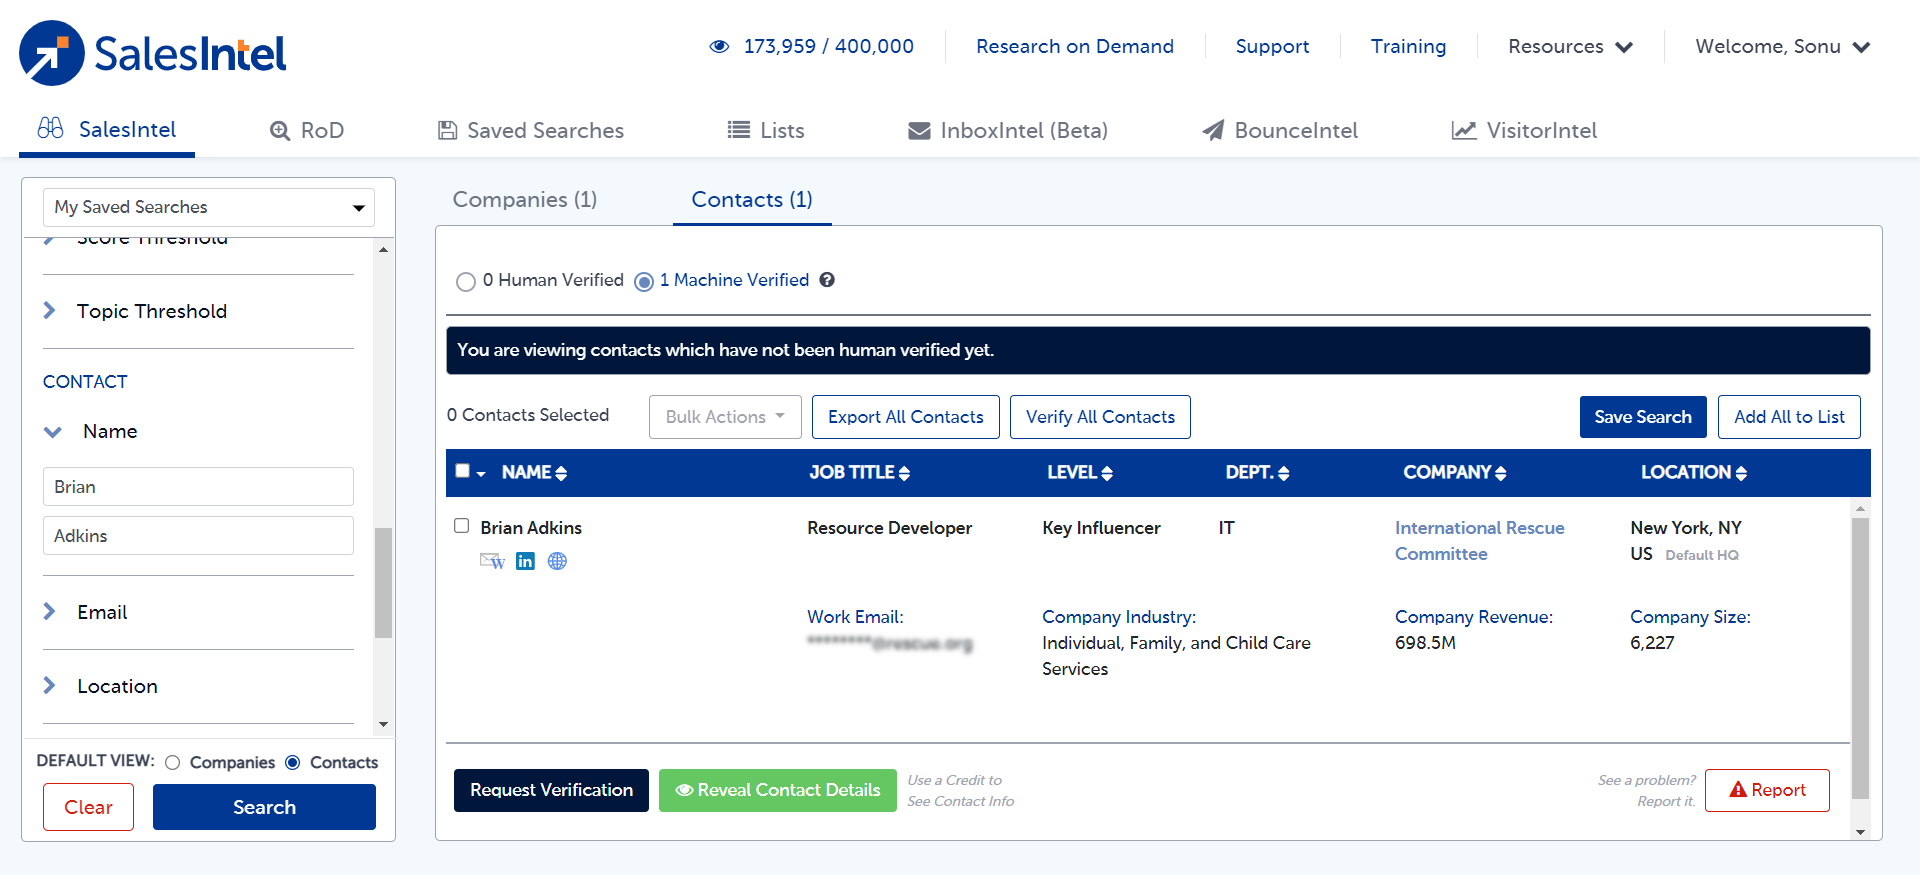 SalesIntel
173,959 / 400,000
Research on Demand
Support
Training
Resources
Welcome, Sonu
SalesIntel
RoD
Saved Searches
Lists
InboxIntel (Beta)
BounceIntel
VisitorIntel
My Saved Searches
Score Threshold
Topic Threshold
CONTACT
Name
Brian
Adkins
Email
Location
DEFAULT VIEW: Companies Contacts
Clear
Search
Companies (1)
Contacts (1)
0 Human Verified 1 Machine Verified ?
You are viewing contacts which have not been human verified yet.
0 Contacts Selected
Bulk Actions
Export All Contacts
Verify All Contacts
Save Search
Add All to List
NAME JOB TITLE LEVEL DEPT. COMPANY LOCATION
Brian Adkins
W in
Resource Developer
Key Influencer
IT
International Rescue
Committee
New York, NY
US Default HQ
Work Email:
********@rescue.org
Company Industry:
Individual, Family, and Child Care
Services
Company Revenue:
698.5M
Company Size:
6,227
Request Verification
Reveal Contact Details
Use a Credit to
See Contact Info
See a problem?
Report it.
Report